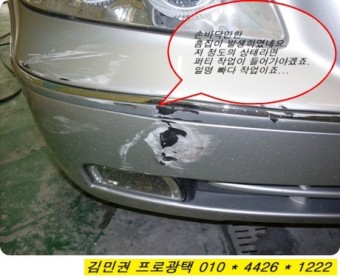 손바닥만한
흠집이 발생하였네요
저 정도의 상태라면
퍼티 작업이 들어가야겠죠.
일명 빠다 작업이죠...
김민권 프로광택 010 * 4426 * 1222